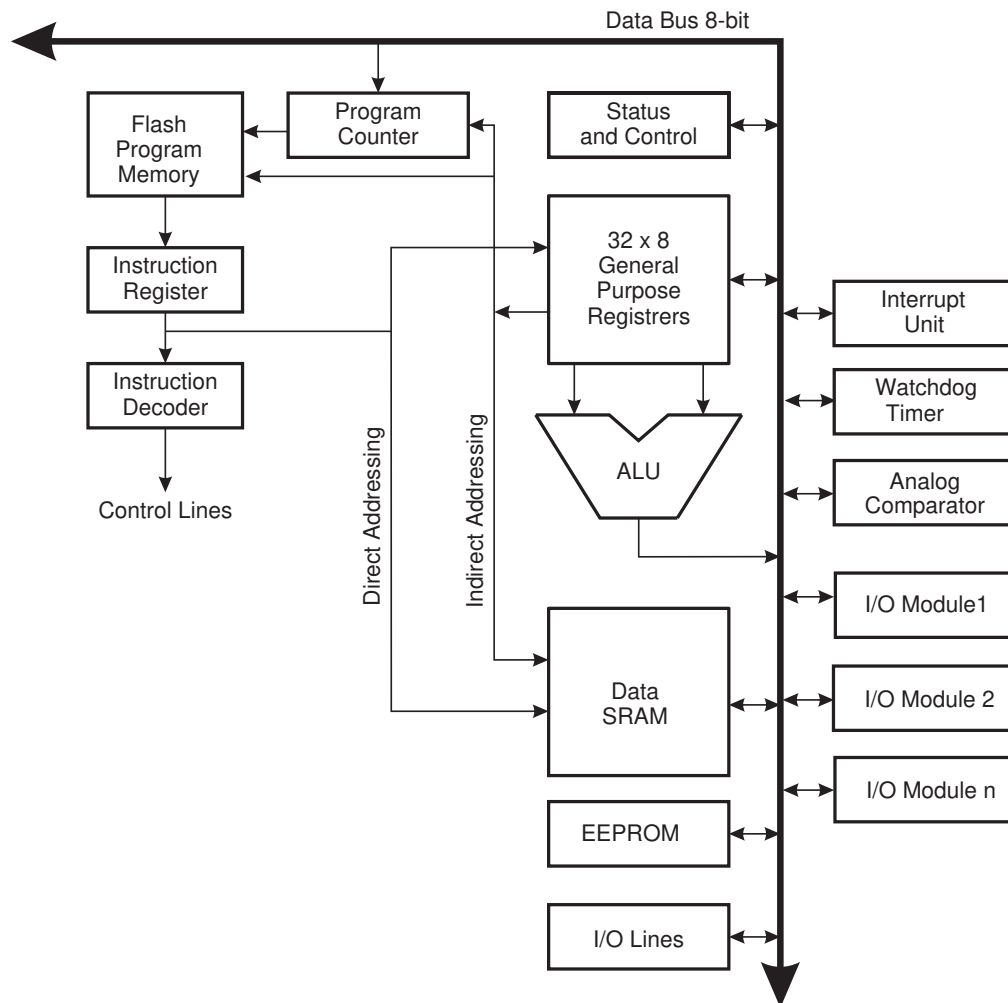 Data Bus 8-bit
Flash
Program
Memory
Program
Counter
Status
and Control
32 x 8
General
Purpose
Registrers
Instruction
Register
Instruction
Decoder
Control Lines
Interrupt
Unit
Watchdog
Timer
Analog
Comparator
ALU
Direct Addressing
Indirect Addressing
I/O Module1
Data
SRAM
I/O Module 2
I/O Module n
EEPROM
I/O Lines